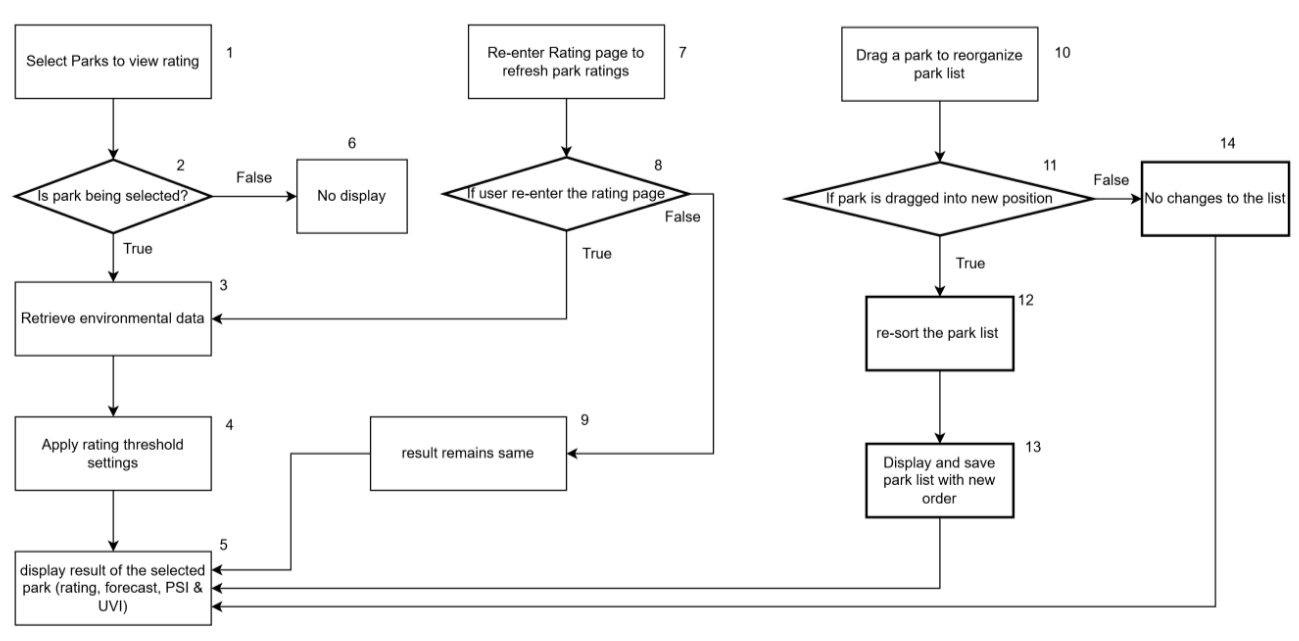 Select Parks to view rating
1
Is park being selected?
2
False
True
No display
6
Retrieve environmental data
3
Apply rating threshold
settings
4
display result of the selected
park (rating, forecast, PSI &
UVI)
5
Re-enter Rating page to
refresh park ratings
7
If user re-enter the rating page
8
False
True
result remains same
9
Drag a park to reorganize
park list
10
If park is dragged into new position
11
False
True
No changes to the list
14
re-sort the park list
12
Display and save
park list with new
order
13